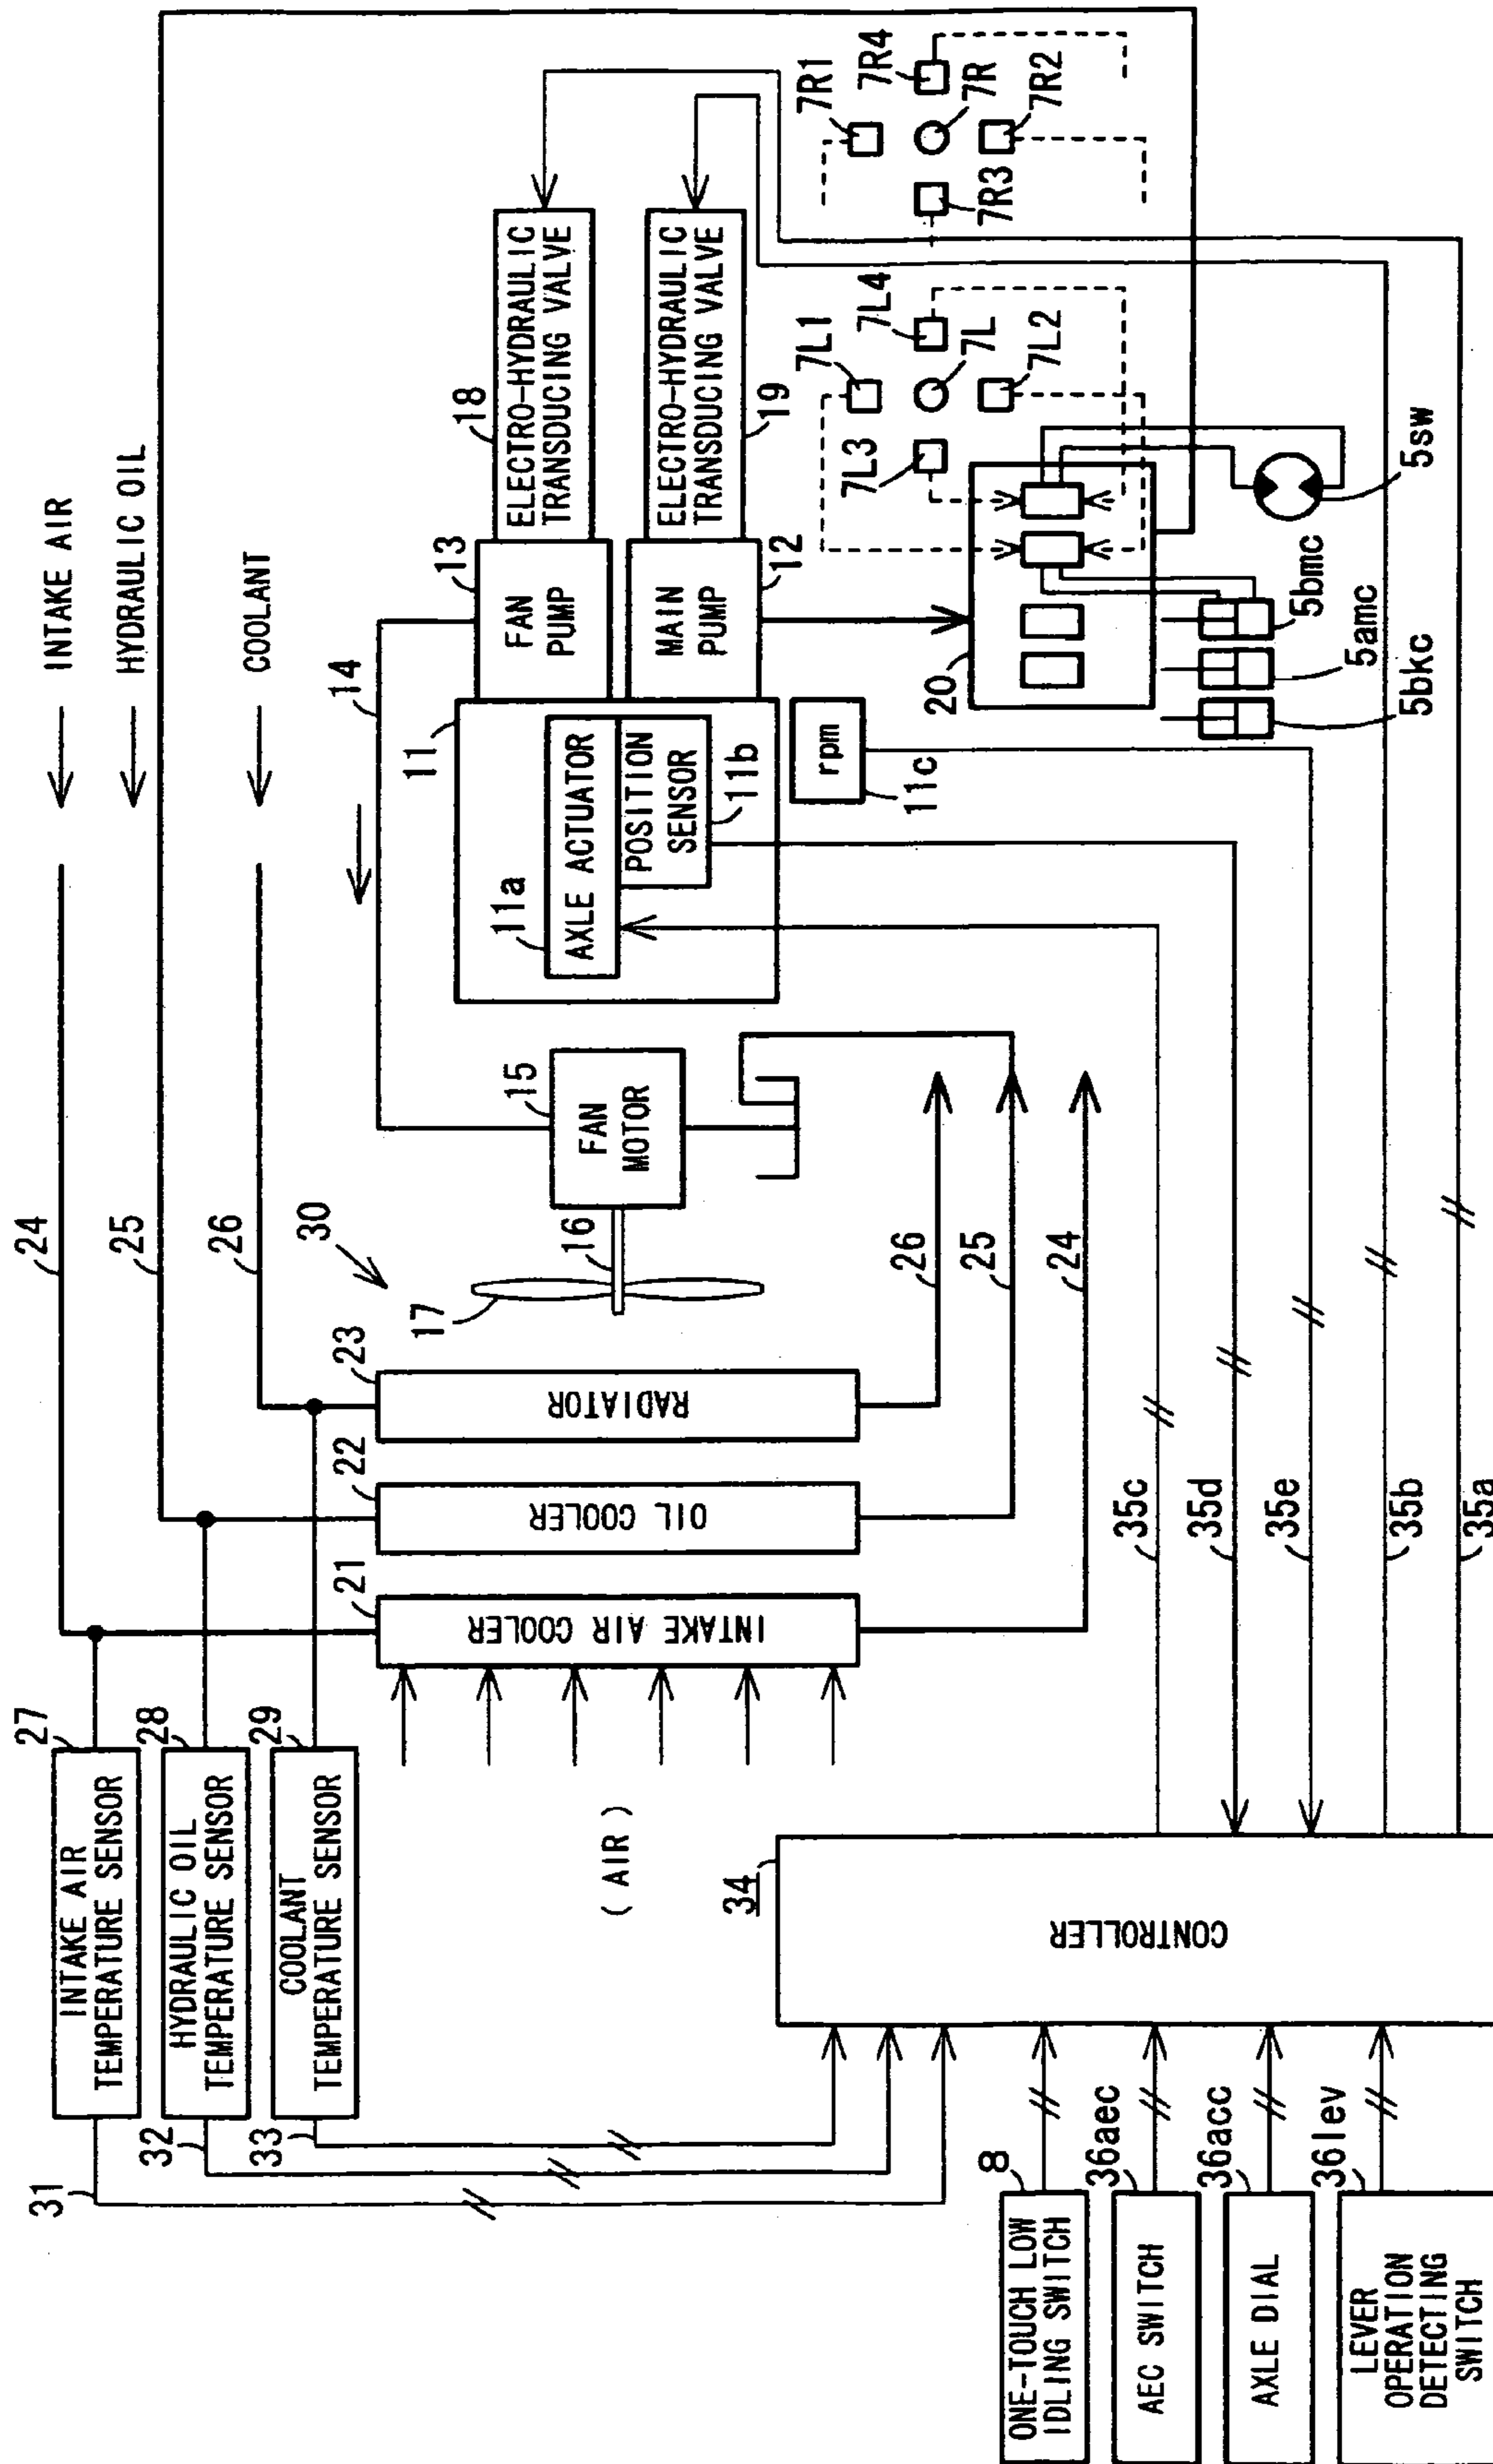 24
INTAKE AIR
25
HYDRAULIC OIL
26
COOLANT
27
INTAKE AIR
TEMPERATURE SENSOR
28
HYDRAULIC OIL
TEMPERATURE SENSOR
29
COOLANT
TEMPERATURE SENSOR
31
32
33
21
INTAKE AIR COOLER
22
OIL COOLER
23
RADIATOR
(AIR)
30
17
16
15
FAN
MOTOR
14
11
11a
AXLE ACTUATOR
POSITION
SENSOR
11b
13
FAN
PUMP
MAIN
PUMP
12
18
ELECTRO-HYDRAULIC
TRANSDUCING VALVE
ELECTRO-HYDRAULIC
TRANSDUCING VALVE
19
rpm
11c
20
7L1
7L4
7L
7L2
7L3
7R1
7R4
7R
7R2
7R3
5sw
5bmc
5amc
5bkc
26
25
24
34
CONTROLLER
35c
35d
35e
35b
35a
8
ONE-TOUCH LOW
IDLING SWITCH
36aec
AEC SWITCH
36acc
AXLE DIAL
36lev
LEVER
OPERATION
DETECTING
SWITCH